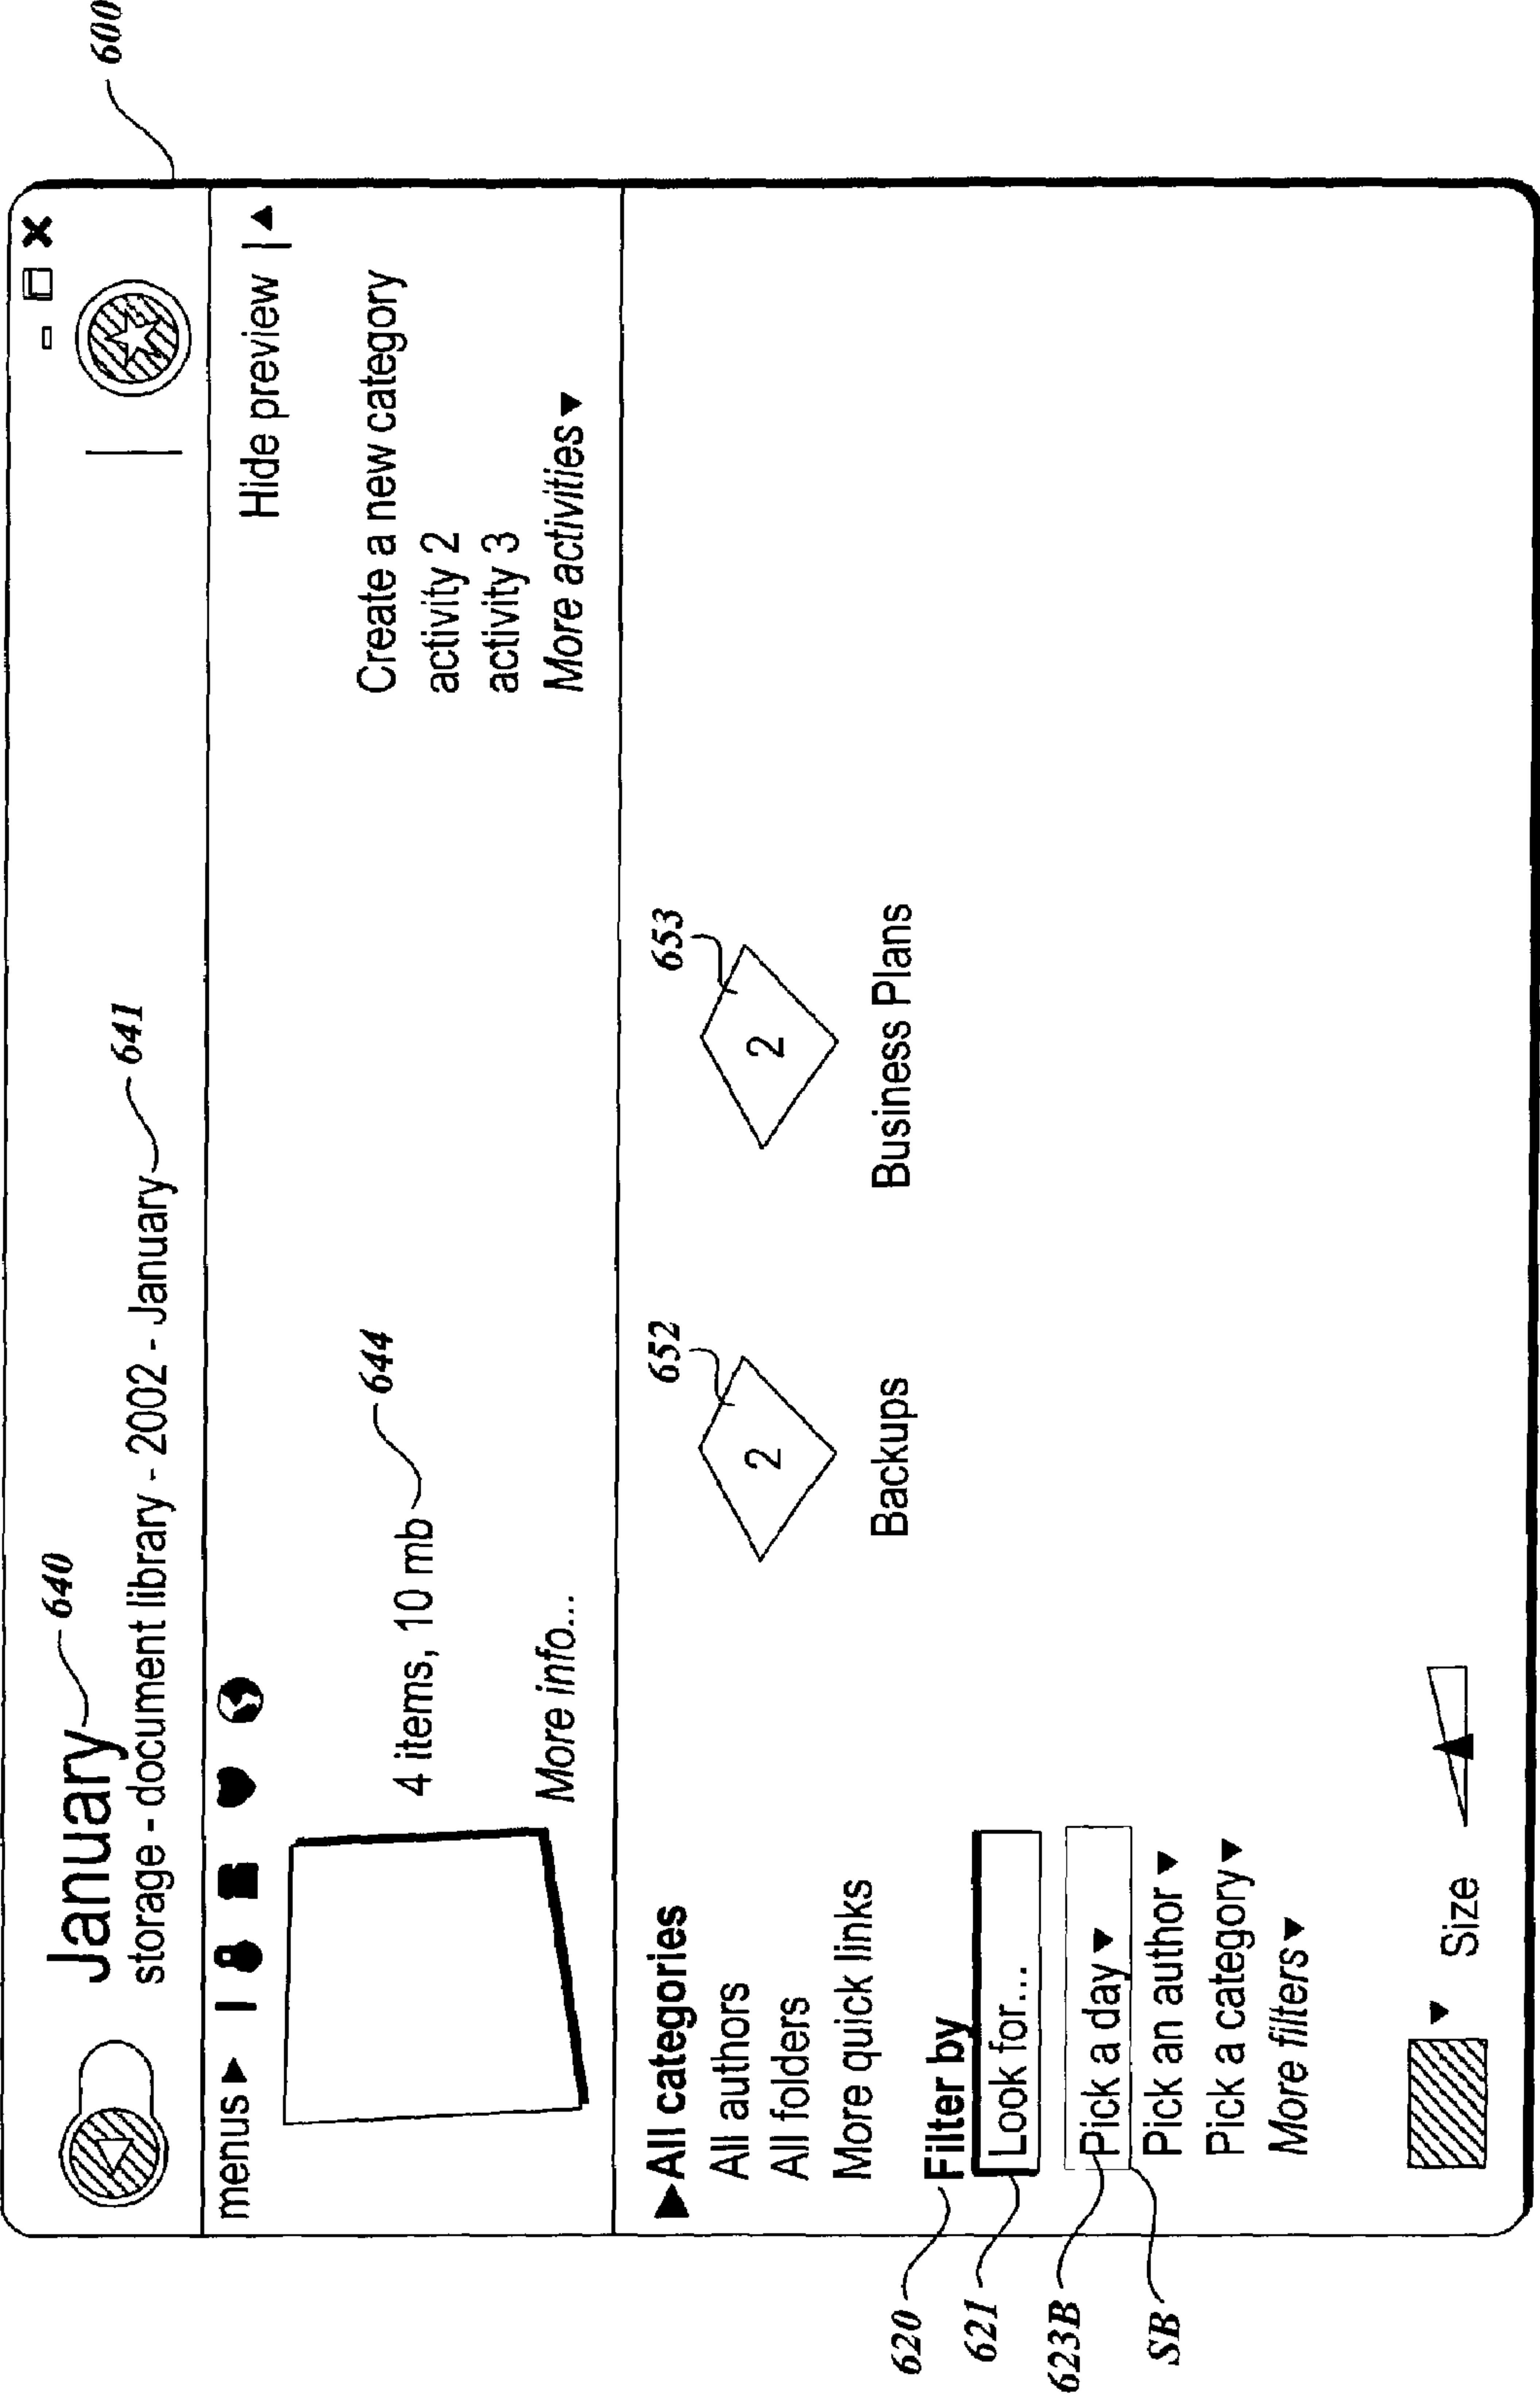 600
January 640
storage - document library - 2002 - January 641
menus
Hide preview
4 items, 10 mb 644
More info...
Create a new category
activity 2
activity 3
More activities
All categories
All authors
All folders
More quick links
620 Filter by
621 Look for...
623B Pick a day
SB
Pick an author
Pick a category
More filters
Size
652
2
Backups
653
2
Business Plans